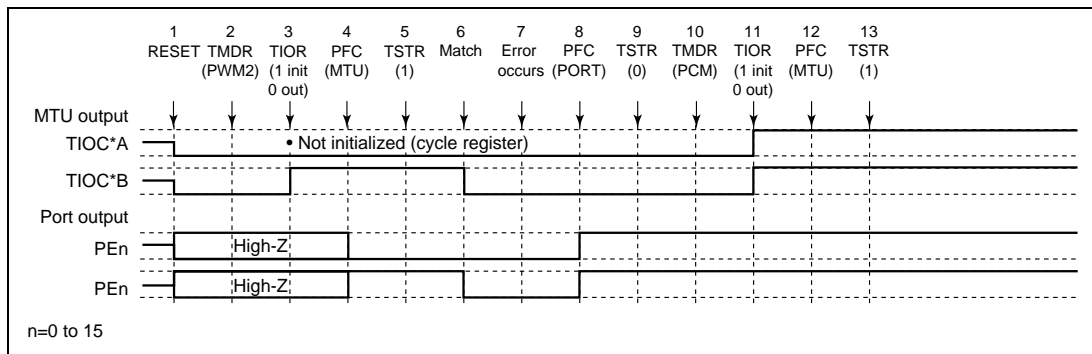 1 2 3 4 5 6 7 8 9 10 11 12 13
RESET TMDR TIOR PFC TSTR Match Error PFC TSTR TMDR TIOR PFC TSTR
(PWM2) (1 init (MTU) (1) occurs (PORT) (0) (PCM) (1 init (MTU) (1)
0 out) 0 out)
MTU output
TIOC*A • Not initialized (cycle register)
TIOC*B
Port output
PEn High-Z
PEn High-Z
n=0 to 15